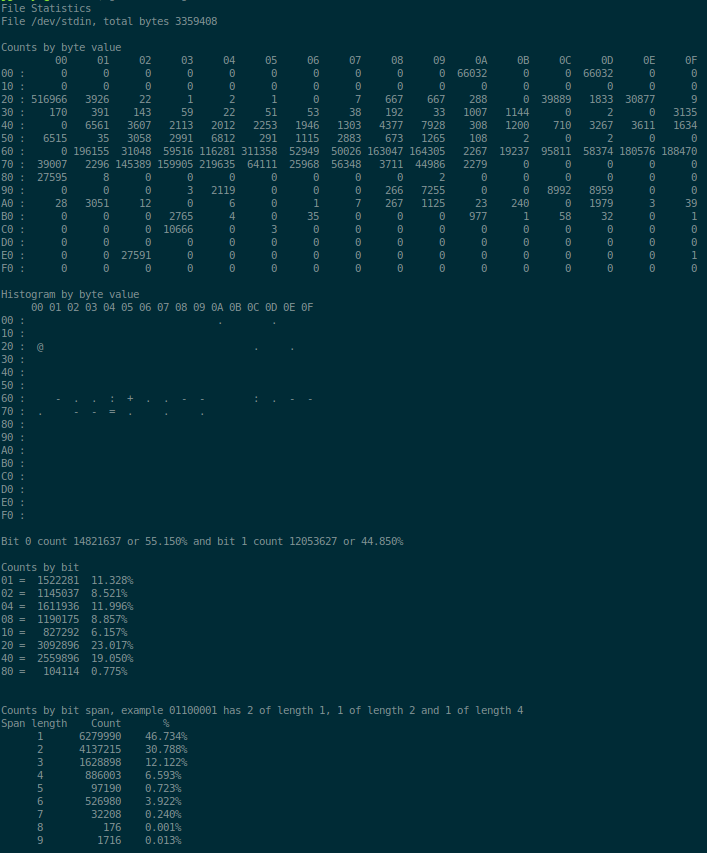 File Statistics
File /dev/stdin, total bytes 3359408
Counts by byte value
00 01 02 03 04 05 06 07 08 09 0A 0B 0C 0D 0E 0F
00 : 0 0 0 0 0 0 0 0 0 0 66032 0 0 66032 0 0
10 : 0 0 0 0 0 0 0 0 0 0 0 0 0 0 0 0
20 : 516966 3926 22 1 2 1 0 7 667 667 288 0 39889 1833 30877 9
30 : 170 391 143 59 22 51 53 38 192 33 1007 1144 0 2 0 3135
40 : 0 6561 3607 2113 2012 2253 1946 1303 4377 7928 308 1200 710 3267 3611 1634
50 : 6515 35 3058 2991 6812 291 1115 2883 673 1265 108 2 0 2 0 0
60 : 0 196155 31048 59516 116281 311358 52949 50026 163047 164305 2267 19237 95811 58374 180576 188470
70 : 39007 2296 145389 159905 219635 64111 25968 56348 3711 44986 2279 0 0 0 0 0
80 : 27595 8 0 0 0 0 0 0 0 2 0 0 0 0 0 0
90 : 0 0 0 3 2119 0 0 0 266 7255 0 0 8992 8959 0 0
A0 : 28 3051 12 0 6 0 1 7 267 1125 23 240 0 1979 3 39
B0 : 0 0 0 2765 4 0 35 0 0 0 977 1 58 32 0 1
C0 : 0 0 0 10666 0 3 0 0 0 0 0 0 0 0 0 0
D0 : 0 0 0 0 0 0 0 0 0 0 0 0 0 0 0 0
E0 : 0 0 27591 0 0 0 0 0 0 0 0 0 0 0 0 1
F0 : 0 0 0 0 0 0 0 0 0 0 0 0 0 0 0 0
Histogram by byte value
00 01 02 03 04 05 06 07 08 09 0A 0B 0C 0D 0E 0F
00 : . .
10 :
20 : @ . .
30 :
40 :
50 :
60 : - . . : + . . - - : . - -
70 : . - - = . . .
80 :
90 :
A0 :
B0 :
C0 :
D0 :
E0 :
F0 :
Bit 0 count 14821637 or 55.150% and bit 1 count 12053627 or 44.850%
Counts by bit
01 = 1522281 11.328%
02 = 1145037 8.521%
04 = 1611936 11.996%
08 = 1190175 8.857%
10 = 827292 6.157%
20 = 3092896 23.017%
40 = 2559896 19.050%
80 = 104114 0.775%
Counts by bit span, example 01100001 has 2 of length 1, 1 of length 2 and 1 of length 4
Span length Count %
1 6279990 46.734%
2 4137215 30.788%
3 1628898 12.122%
4 886003 6.593%
5 97190 0.723%
6 526980 3.922%
7 32208 0.240%
8 176 0.001%
9 1716 0.013%